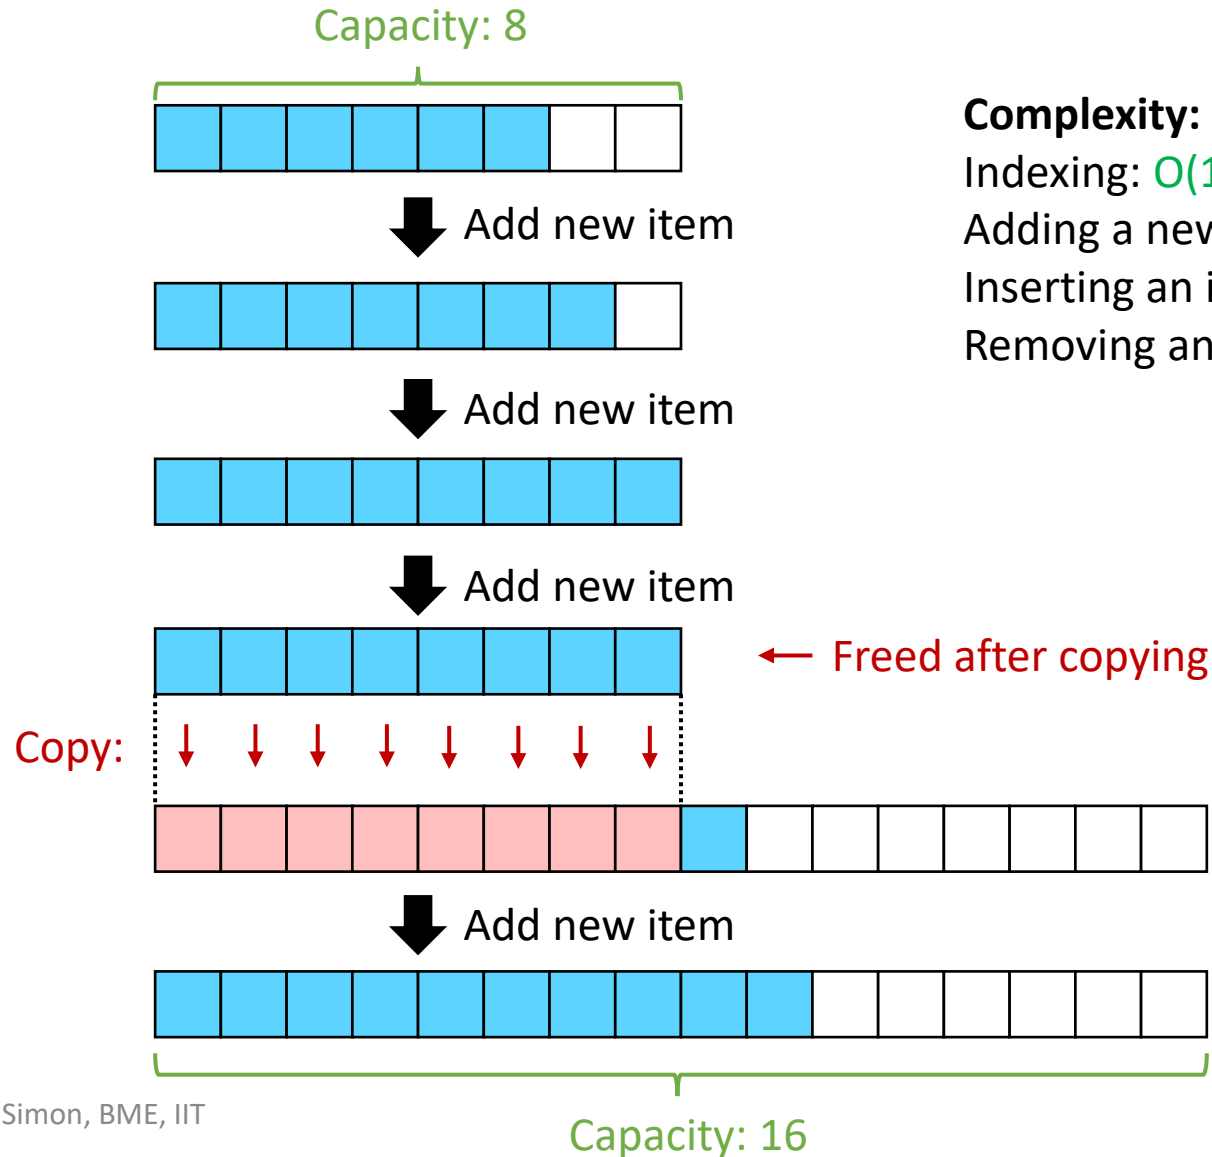 Capacity: 8
Complexity:
Indexing: O(1
Adding a new
Inserting an i
Removing an
Add new item
Add new item
Add new item
Freed after copying
Copy:
Add new item
Simon, BME, IIT
Capacity: 16